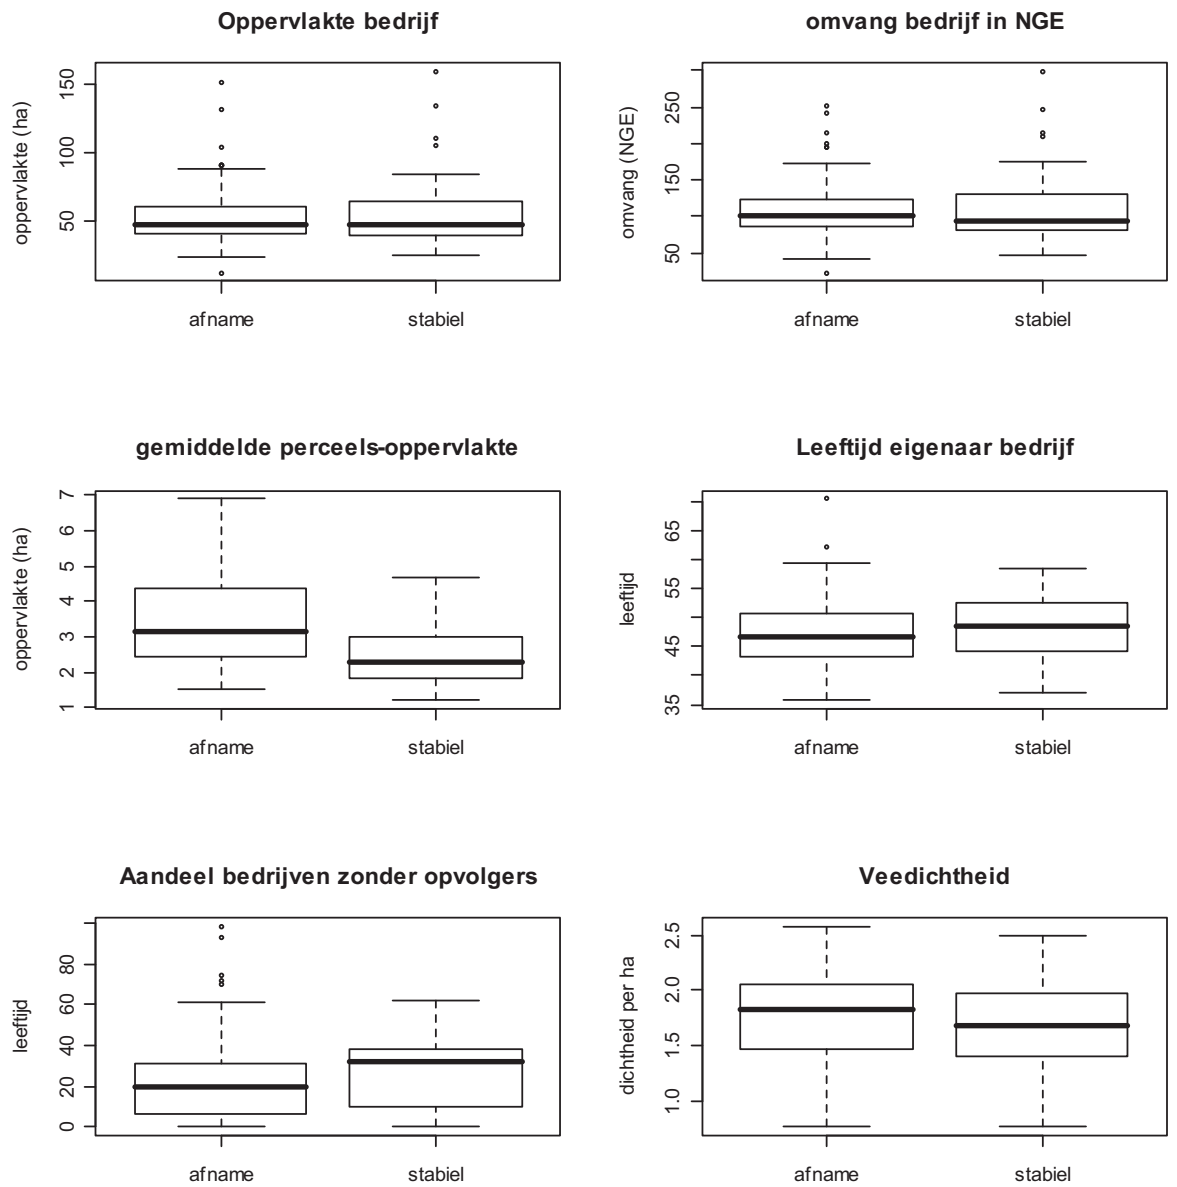 Oppervlakte bedrijf
oppervlakte (ha)
150
100
50
afname
stabiel
omvang bedrijf in NGE
omvang (NGE)
250
150
50
afname
stabiel
gemiddelde perceels-oppervlakte
oppervlakte (ha)
7
6
5
4
3
2
1
afname
stabiel
Leeftijd eigenaar bedrijf
leeftijd
65
55
45
35
afname
stabiel
Aandeel bedrijven zonder opvolgers
leeftijd
80
60
40
20
0
afname
stabiel
Veedichtheid
dichtheid per ha
2.5
2.0
1.5
1.0
afname
stabiel